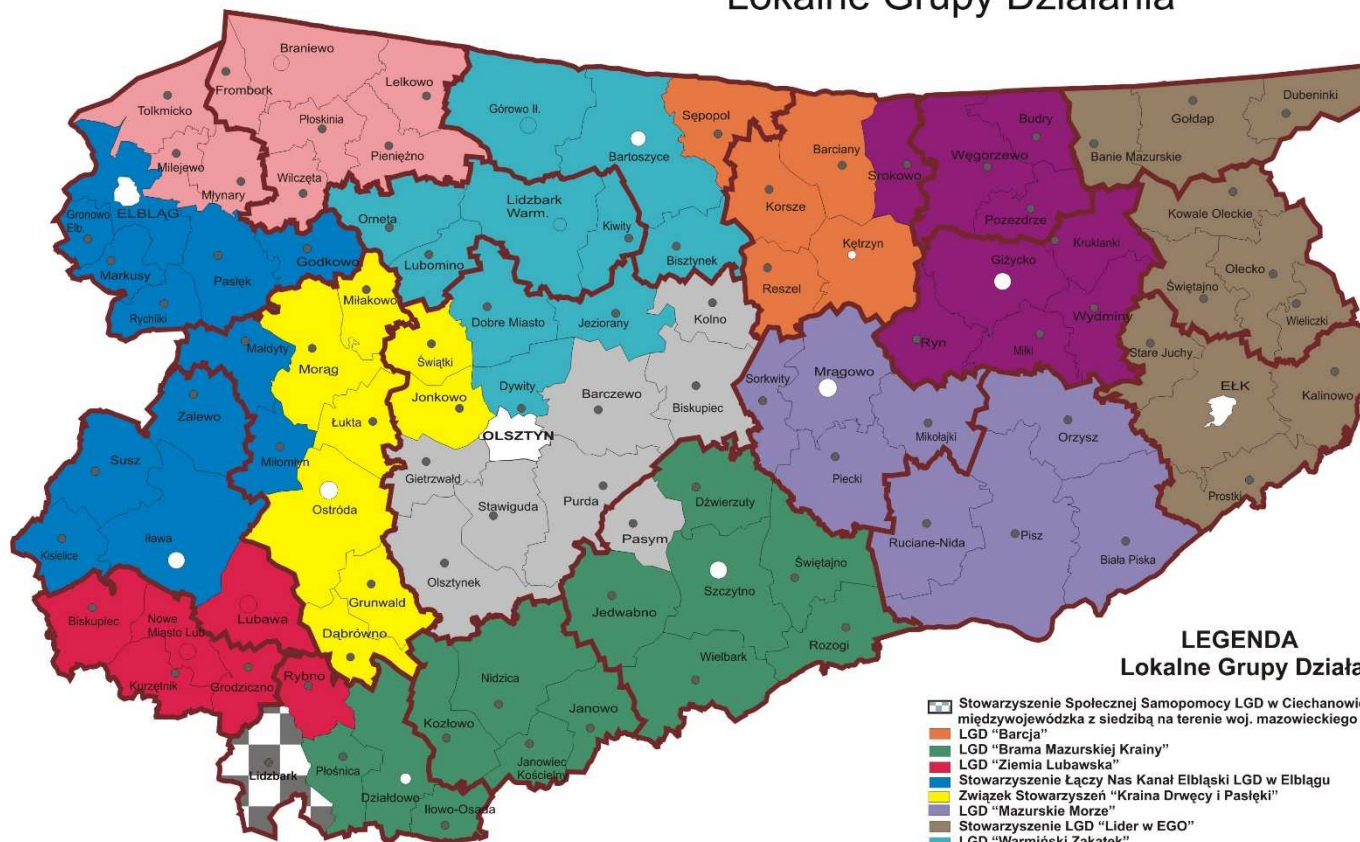 Lokalne Grupy Działania
Braniewo
Frombork
Lelkowo
Tolkmicko
Płoskinia
Górowo Ił.
Sępopol
Bartoszyce
Barciany
Srokowo
Budry
Węgorzewo
Dubeninki
Gołdap
Banie Mazurskie
Milejewo
Pieniężno
Młynary
Wilczęta
ELBLĄG
Gronowo
Elb.
Markusy
Pasłęk
Godkowo
Rychliki
Orneta
Lidzbark
Warm.
Kiwity
Lubomino
Bisztynek
Korsze
Kętrzyn
Reszel
Pozezdrze
Kruklanki
Giżycko
Wydminy
Ryn
Miłki
Kowale Oleckie
Olecko
Świętajno
Wieliczki
Stare Juchy
EŁK
Kalinowo
Prostki
Miłakowo
Małdyty
Morąg
Świątki
Dobre Miasto
Jeziorany
Kolno
Jonkowo
Dywity
Barczewo
Biskupiec
OLSZTYN
Zalewo
Łukta
Susz
Miłomłyn
Ostróda
Gietrzwałd
Stawiguda
Purda
Pasym
Olsztynek
Sorkwity
Mrągowo
Mikołajki
Piecki
Orzysz
Ruciane-Nida
Pisz
Biała Piska
Dźwierzuty
Szczytno
Świętajno
Jedwabno
Wielbark
Rozogi
Kisielice
Iława
Lubawa
Grunwald
Dąbrówno
Biskupiec
Nowe
Miasto Lub.
Kurzętnik
Grodziczno
Rybno
Nidzica
Kozłowo
Janowo
Janowiec
Kościelny
Lidzbark
Płośnica
Działdowo
Iłowo-Osada
LEGENDA
Lokalne Grupy Działa
Stowarzyszenie Społecznej Samopomocy LGD w Ciechanowi
międzywojewódzka z siedzibą na terenie woj. mazowieckiego
LGD "Barcja"
LGD "Brama Mazurskiej Krainy"
LGD "Ziemia Lubawska"
Stowarzyszenie Łączy Nas Kanał Elbląski LGD w Elblągu
Związek Stowarzyszeń "Kraina Drwęcy i Pasłęki"
LGD "Mazurskie Morze"
Stowarzyszenie LGD "Lider w EGO"
LGD "Warmiński Zakątek"